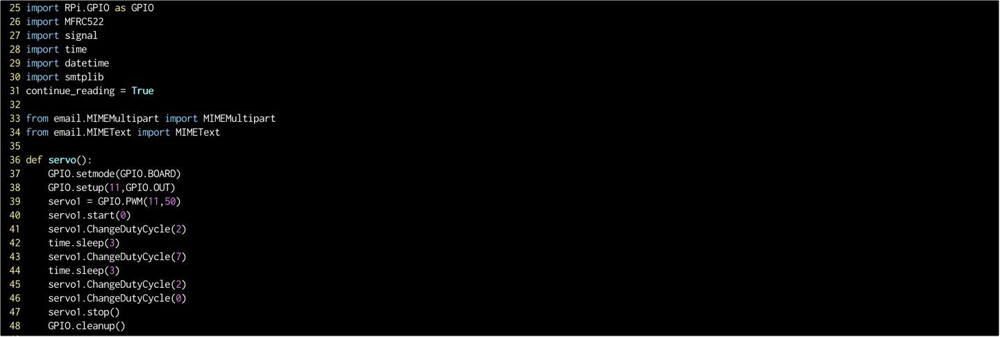 25 import RPi.GPIO as GPIO
26 import MFRC522
27 import signal
28 import time
29 import datetime
30 import smtplib
31 continue_reading = True
32
33 from email.MIMEMultipart import MIMEMultipart
34 from email.MIMEText import MIMEText
35
36 def servo():
37     GPIO.setmode(GPIO.BOARD)
38     GPIO.setup(11,GPIO.OUT)
39     servo1 = GPIO.PWM(11,50)
40     servo1.start(0)
41     servo1.ChangeDutyCycle(2)
42     time.sleep(3)
43     servo1.ChangeDutyCycle(7)
44     time.sleep(3)
45     servo1.ChangeDutyCycle(2)
46     servo1.ChangeDutyCycle(0)
47     servo1.stop()
48     GPIO.cleanup()